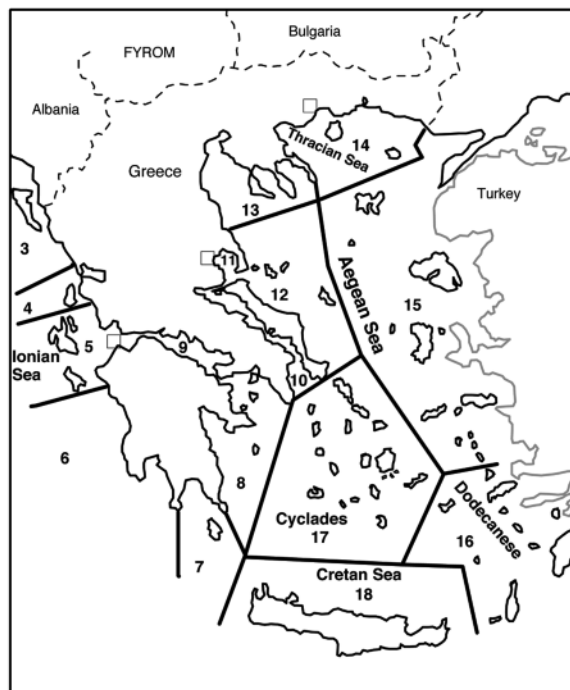 Bulgaria
FYROM
Albania
Thracian Sea
14
Greece
Turkey
13
3
11
12
Aegean Sea
15
4
5
Ionian
Sea
9
10
6
8
Cyclades
17
Dodecanese
16
7
Cretan Sea
18